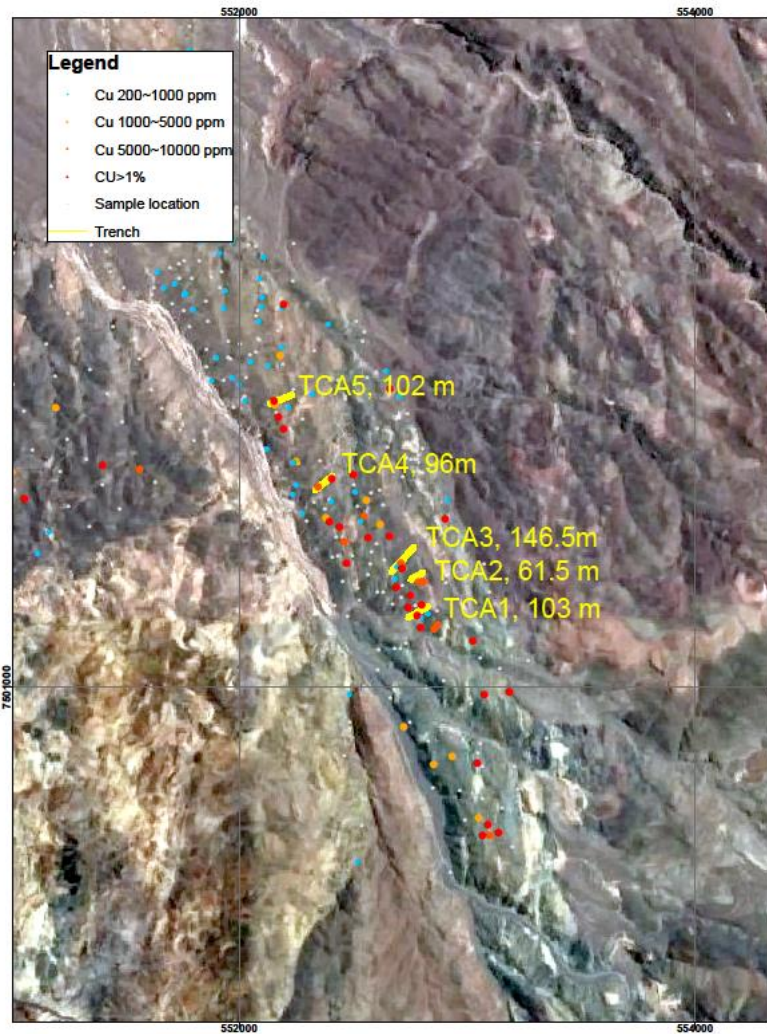 552000
554000
Legend
Cu 200~1000 ppm
Cu 1000~5000 ppm
Cu 5000~10000 ppm
CU>1%
Sample location
Trench
TCA5, 102 m
TCA4, 96m
TCA3, 146.5m
TCA2, 61.5 m
TCA1, 103 m
7501000
552000
554000